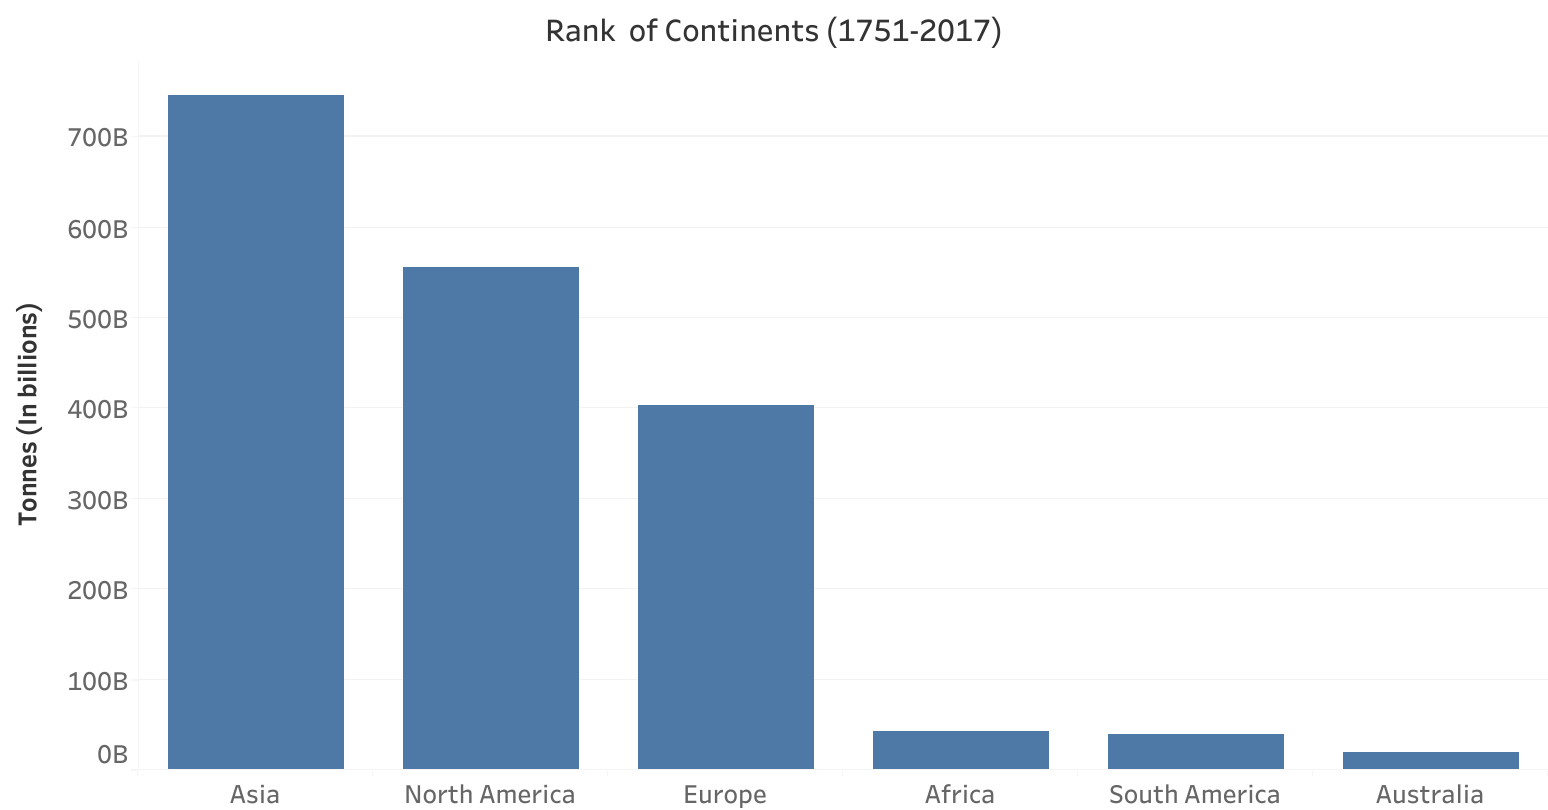 Rank  of Continents (1751-2017)
Tonnes (In billions)
700B
600B
500B
400B
300B
200B
100B
0B
Asia
North America
Europe
Africa
South America
Australia